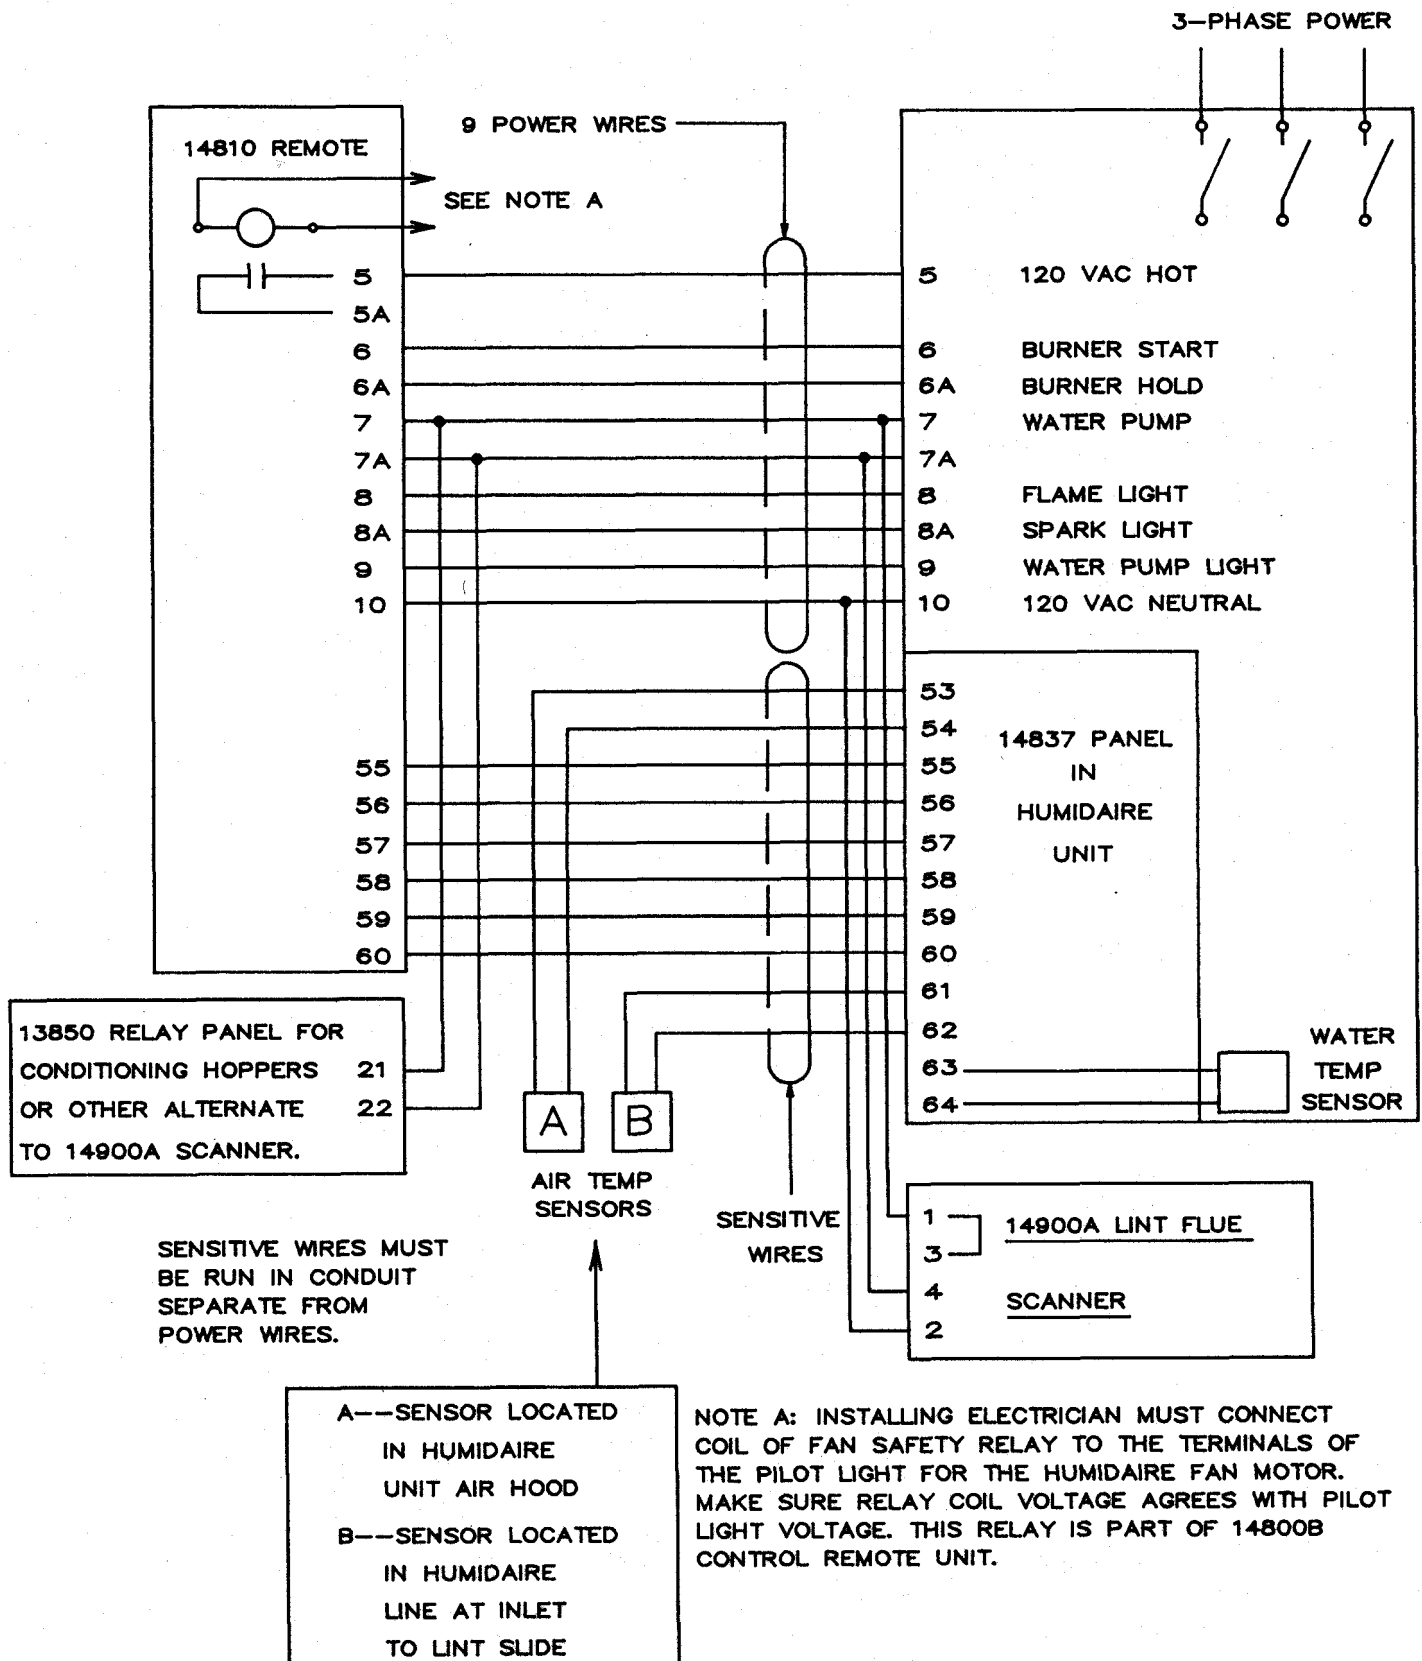 3-PHASE POWER
9 POWER WIRES
14810 REMOTE
SEE NOTE A
5
5A
6
6A
7
7A
8
8A
9
10
55
56
57
58
59
60
5 120 VAC HOT
6 BURNER START
6A BURNER HOLD
7 WATER PUMP
7A
8 FLAME LIGHT
8A SPARK LIGHT
9 WATER PUMP LIGHT
10 120 VAC NEUTRAL
53
54
55
56
57
58
59
60
61
62
63
64
14837 PANEL
IN
HUMIDAIRE
UNIT
WATER
TEMP
SENSOR
13850 RELAY PANEL FOR
CONDITIONING HOPPERS 21
OR OTHER ALTERNATE 22
TO 14900A SCANNER.
A B
AIR TEMP
SENSORS
SENSITIVE
WIRES
1
3
4
2
14900A LINT FLUE
SCANNER
SENSITIVE WIRES MUST
BE RUN IN CONDUIT
SEPARATE FROM
POWER WIRES.
A--SENSOR LOCATED
IN HUMIDAIRE
UNIT AIR HOOD
B--SENSOR LOCATED
IN HUMIDAIRE
LINE AT INLET
TO LINT SLIDE
NOTE A: INSTALLING ELECTRICIAN MUST CONNECT
COIL OF FAN SAFETY RELAY TO THE TERMINALS OF
THE PILOT LIGHT FOR THE HUMIDAIRE FAN MOTOR.
MAKE SURE RELAY COIL VOLTAGE AGREES WITH PILOT
LIGHT VOLTAGE. THIS RELAY IS PART OF 14800B
CONTROL REMOTE UNIT.